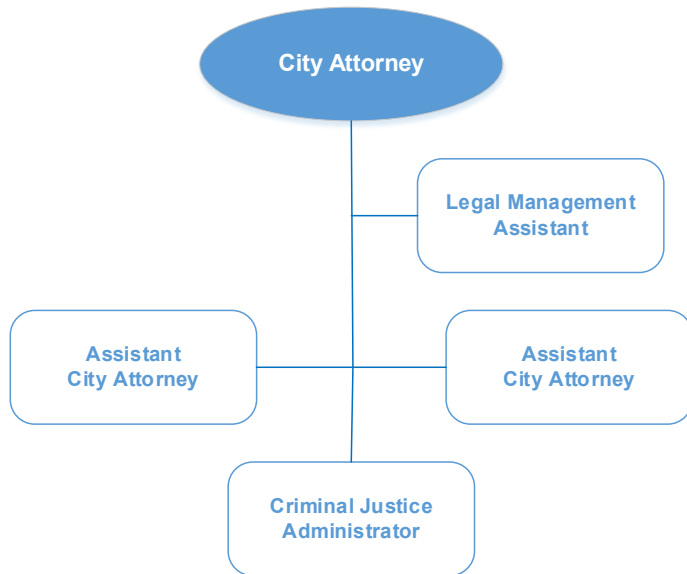 City Attorney
Legal Management
Assistant
Assistant
City Attorney
Assistant
City Attorney
Criminal Justice
Administrator